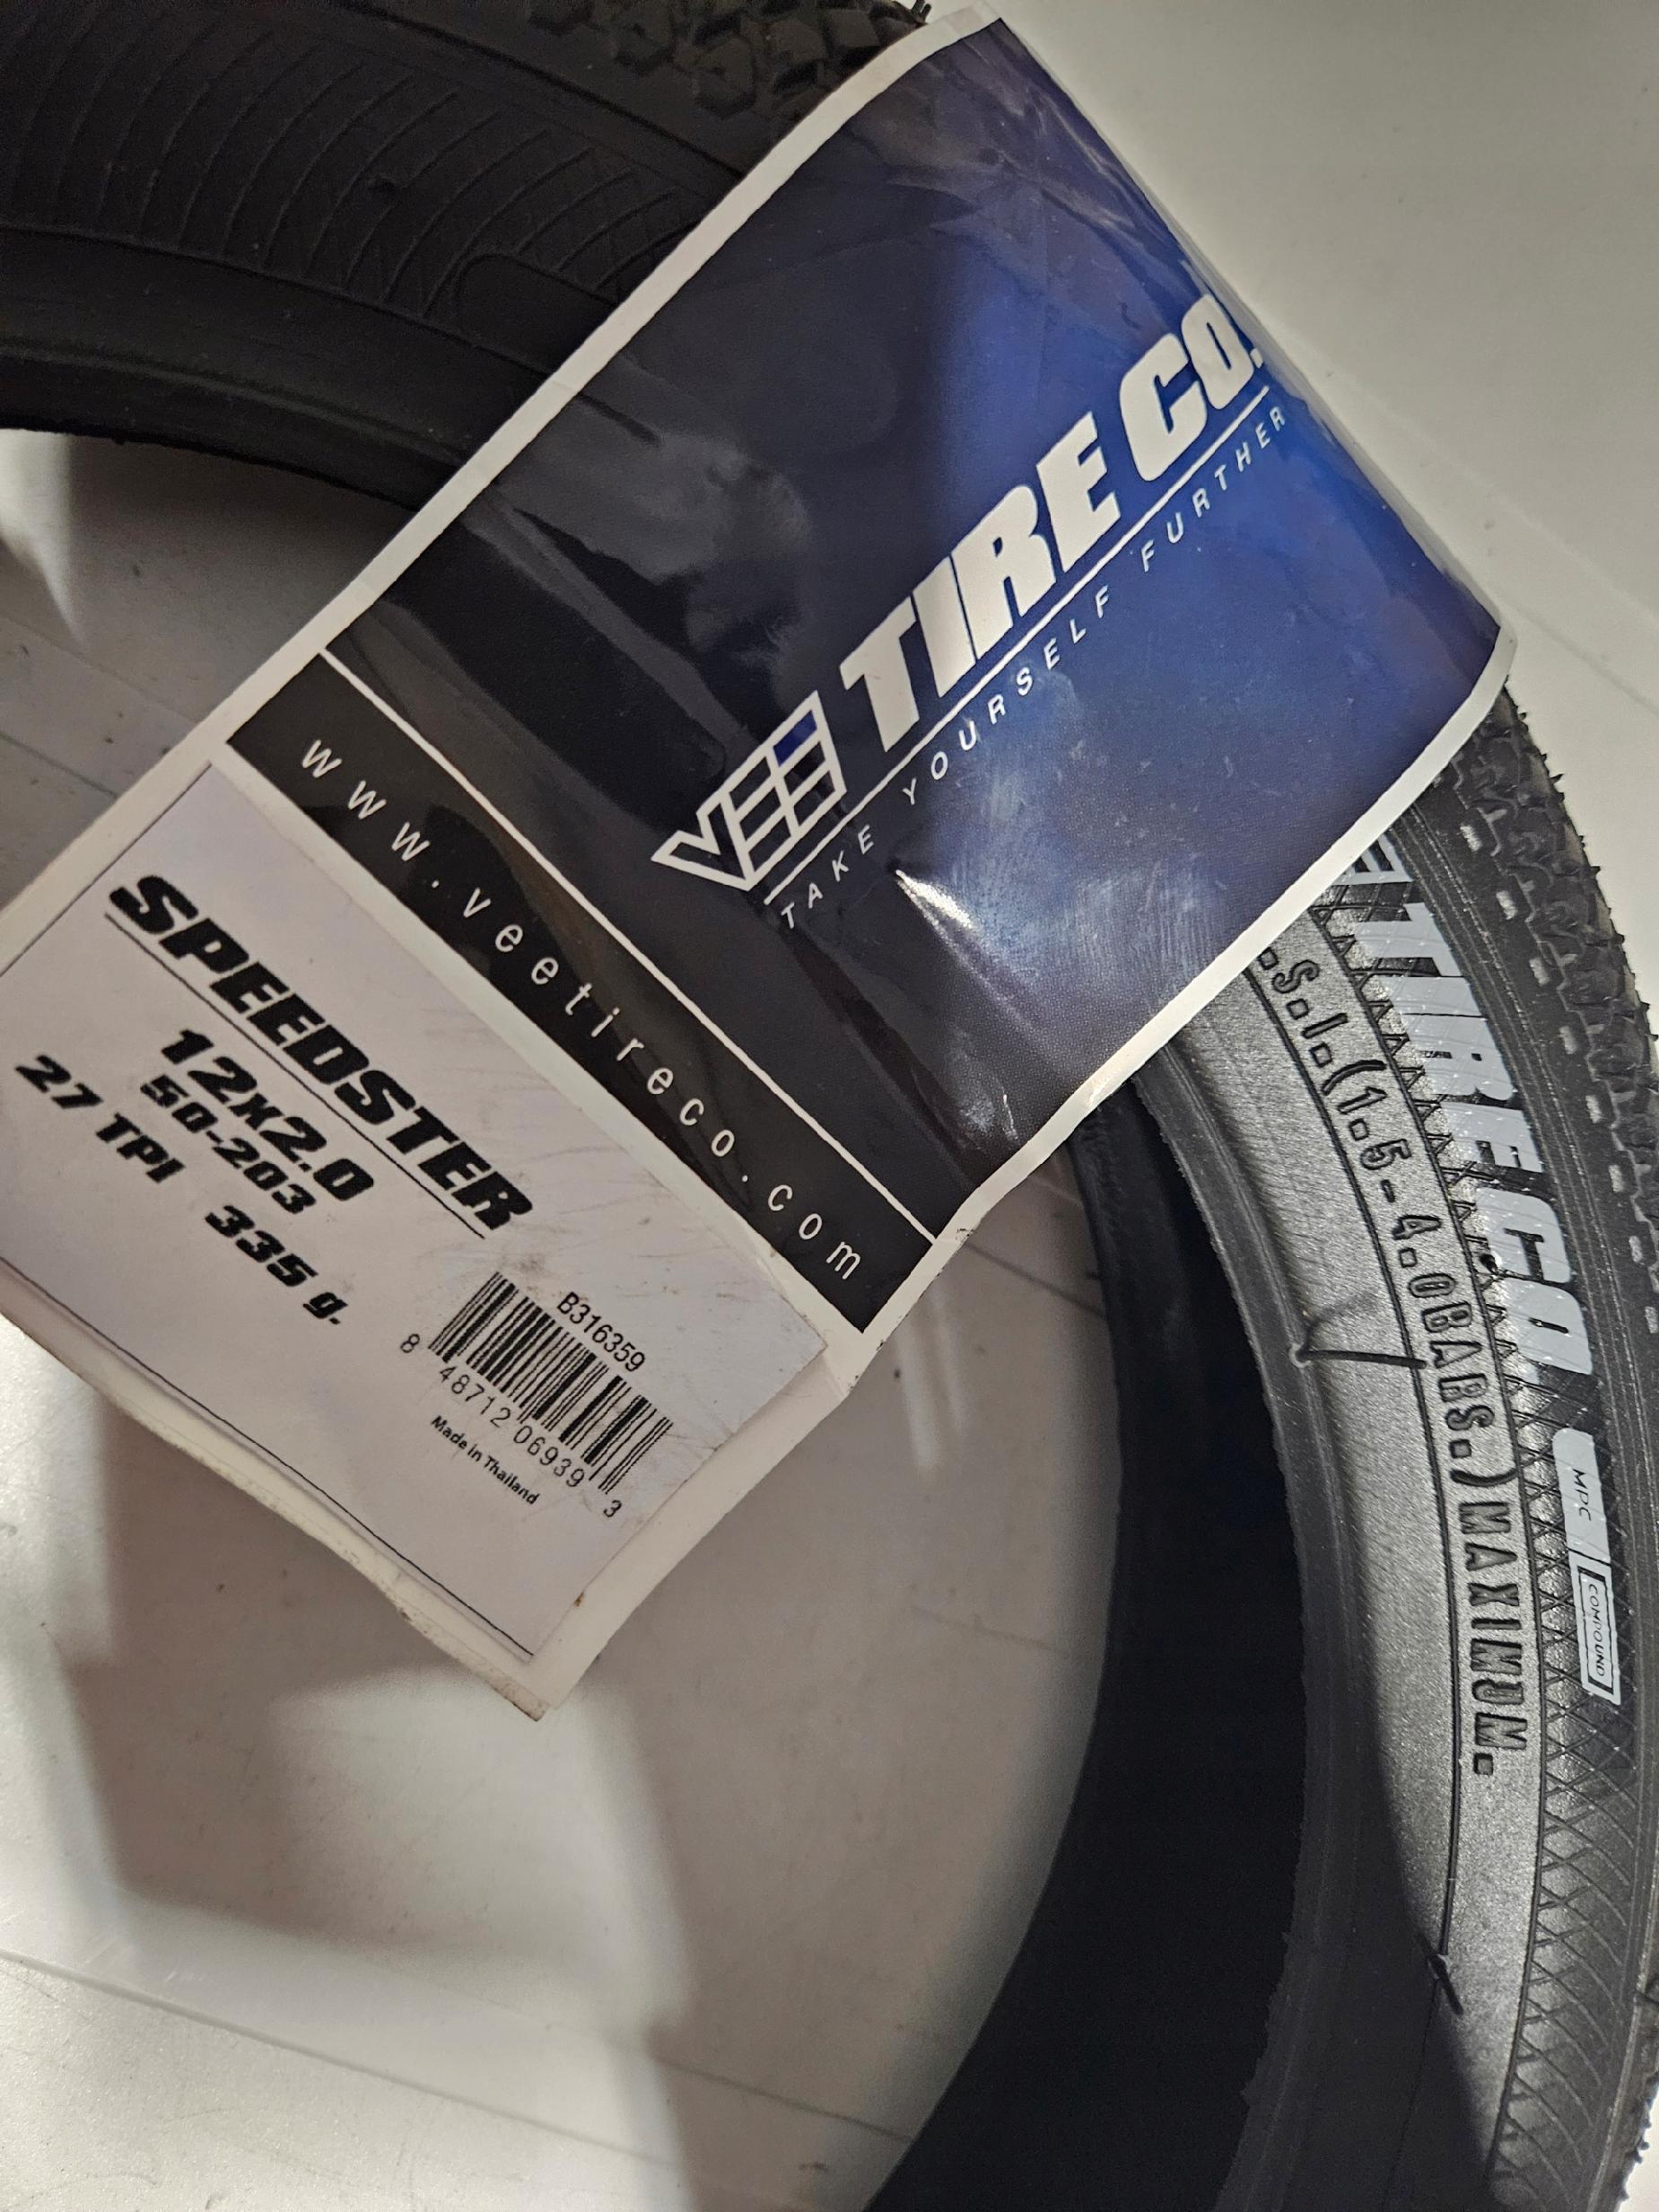 VEE TIRE CO.
TAKE YOURSELF FURTHER
www.veetireco.com
SPEEDSTER
12x2.0
50-203
27 TPI 335 g.
B316359
8 48712 06939 3
Made in Thailand
TIRE CO
MPC COMPOUND
.S.I.(1.5-4.0BARS.)MAXIMUM.